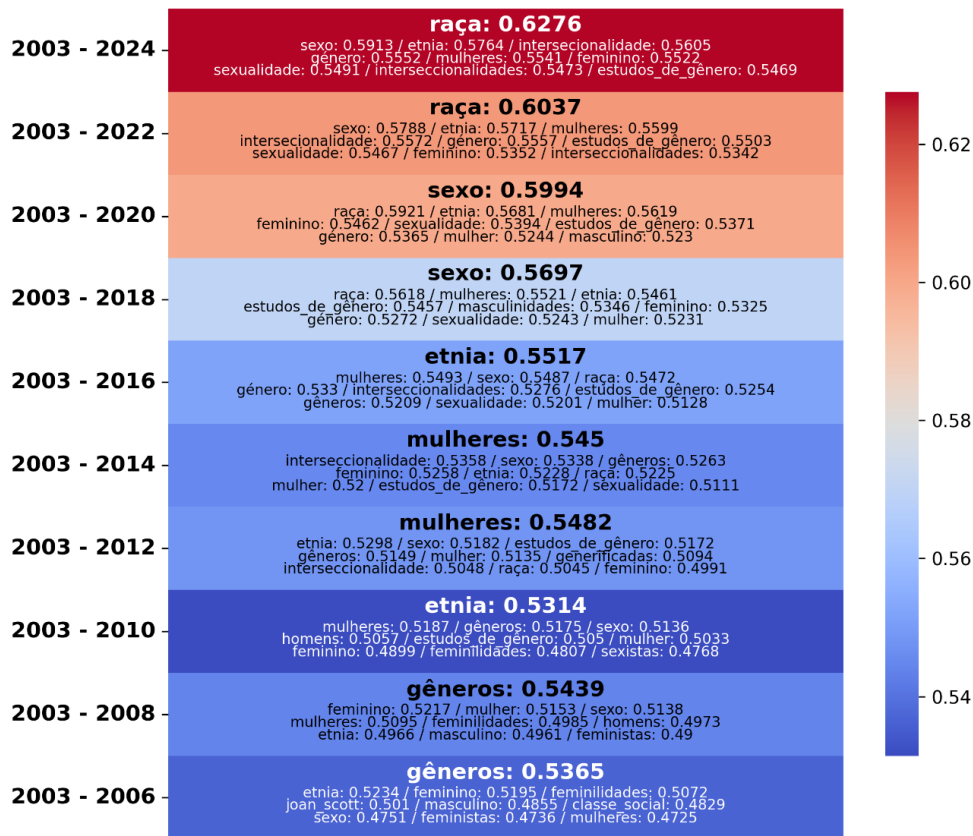 2003 - 2024
raça: 0.6276
sexo: 0.5913 / etnia: 0.5764 / intersecionalidade: 0.5605
género: 0.5552 / mulheres: 0.5541 / feminino: 0.5522
sexualidade: 0.5491 / interseccionalidades: 0.5473 / estudos_de_gênero: 0.5469
2003 - 2022
raça: 0.6037
sexo: 0.5788 / etnia: 0.5717 / mulheres: 0.5599
intersecionalidade: 0.5572 / género: 0.5557 / estudos_de_gênero: 0.5503
sexualidade: 0.5467 / feminino: 0.5352 / interseccionalidades: 0.5342
2003 - 2020
sexo: 0.5994
raça: 0.5921 / etnia: 0.5681 / mulheres: 0.5619
feminino: 0.5462 / sexualidade: 0.5394 / estudos_de_gênero: 0.5371
género: 0.5365 / mulher: 0.5244 / masculino: 0.523
2003 - 2018
sexo: 0.5697
raça: 0.5618 / mulheres: 0.5521 / etnia: 0.5461
estudos_de_gênero: 0.5457 / masculinidades: 0.5346 / feminino: 0.5325
género: 0.5272 / sexualidade: 0.5243 / mulher: 0.5231
2003 - 2016
etnia: 0.5517
mulheres: 0.5493 / sexo: 0.5487 / raça: 0.5472
género: 0.533 / interseccionalidades: 0.5276 / estudos_de_gênero: 0.5254
gêneros: 0.5209 / sexualidade: 0.5201 / mulher: 0.5128
2003 - 2014
mulheres: 0.545
interseccionalidade: 0.5358 / sexo: 0.5338 / gêneros: 0.5263
feminino: 0.5258 / etnia: 0.5228 / raça: 0.5225
mulher: 0.52 / estudos_de_gênero: 0.5172 / sexualidade: 0.5111
2003 - 2012
mulheres: 0.5482
etnia: 0.5298 / sexo: 0.5182 / estudos_de_gênero: 0.5172
gêneros: 0.5149 / mulher: 0.5135 / generificadas: 0.5094
interseccionalidade: 0.5048 / raça: 0.5045 / feminino: 0.4991
2003 - 2010
etnia: 0.5314
mulheres: 0.5187 / gêneros: 0.5175 / sexo: 0.5136
homens: 0.5057 / estudos_de_gênero: 0.505 / mulher: 0.5033
feminino: 0.4899 / feminilidades: 0.4807 / sexistas: 0.4768
2003 - 2008
gêneros: 0.5439
feminino: 0.5217 / mulher: 0.5153 / sexo: 0.5138
mulheres: 0.5095 / feminilidades: 0.4985 / homens: 0.4973
etnia: 0.4966 / masculino: 0.4961 / feministas: 0.49
2003 - 2006
gêneros: 0.5365
etnia: 0.5234 / feminino: 0.5195 / feminilidades: 0.5072
joan_scott: 0.501 / masculino: 0.4855 / classe_social: 0.4829
sexo: 0.4751 / feministas: 0.4736 / mulheres: 0.4725
0.62
0.60
0.58
0.56
0.54